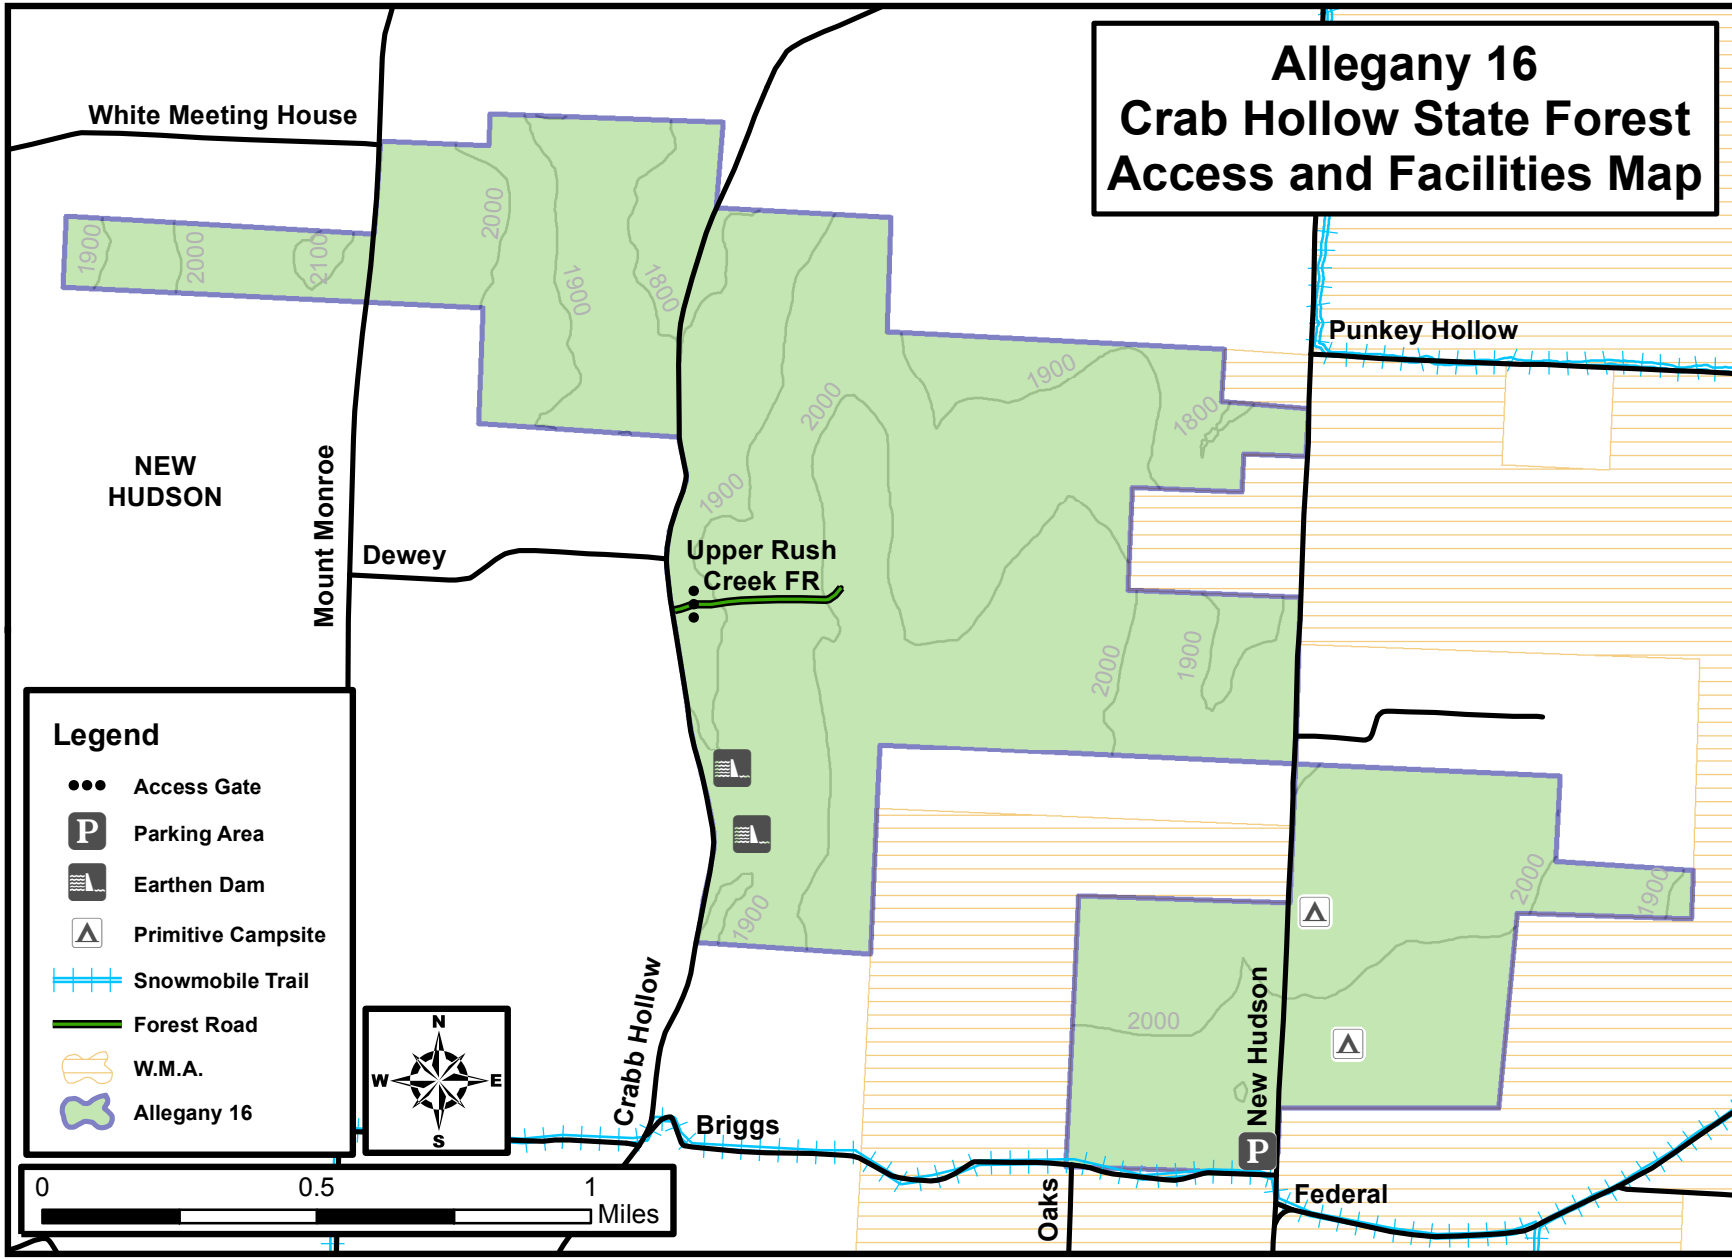 Allegany 16
Crab Hollow State Forest
Access and Facilities Map
White Meeting House
2000
1900
2000
2100
1900
1800
Punkey Hollow
1900
2000
1800
NEW
HUDSON
Mount Monroe
1900
Dewey
Upper Rush
Creek FR
2000
1900
Legend
Access Gate
P
Parking Area
Earthen Dam
Primitive Campsite
Snowmobile Trail
Forest Road
W.M.A.
Allegany 16
1900
2000
1900
2000
New Hudson
Crabb Hollow
N
W
E
S
Briggs
P
Oaks
Federal
0
0.5
1
Miles